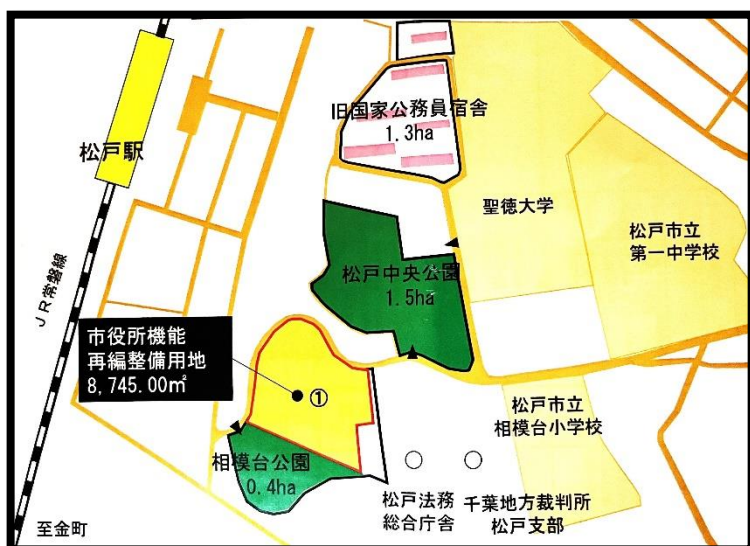 旧国家公務員宿舎
1.3ha
松戸駅
聖徳大学
松戸市立
第一中学校
松戸中央公園
1.5ha
JR常磐線
市役所機能
再編整備用地
8,745.00㎡
①
松戸市立
相模台小学校
相模台公園
0.4ha
松戸法務
総合庁舎
千葉地方裁判所
松戸支部
至金町